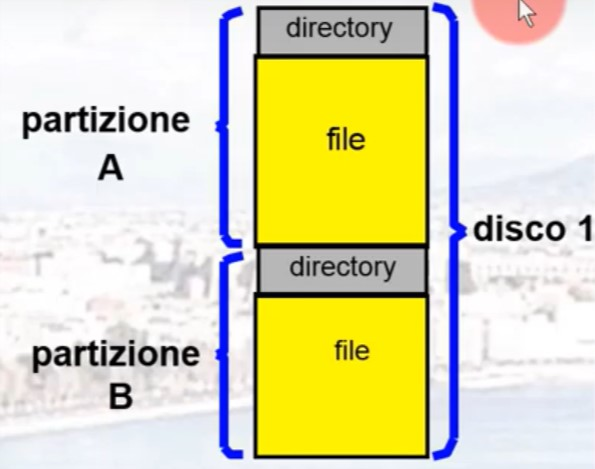 directory
partizione
A
file
disco 1
directory
partizione
B
file